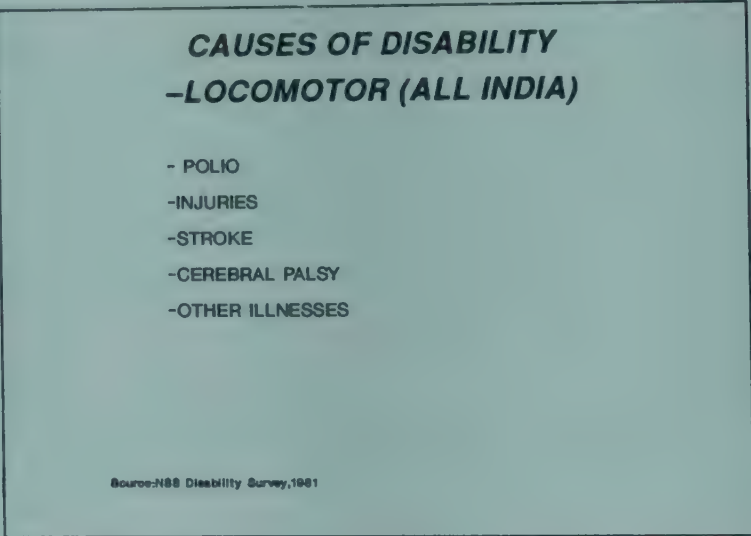 CAUSES OF DISABILITY
–LOCOMOTOR (ALL INDIA)
- POLIO
-INJURIES
-STROKE
-CEREBRAL PALSY
-OTHER ILLNESSES
Source:NSS Disability Survey,1981